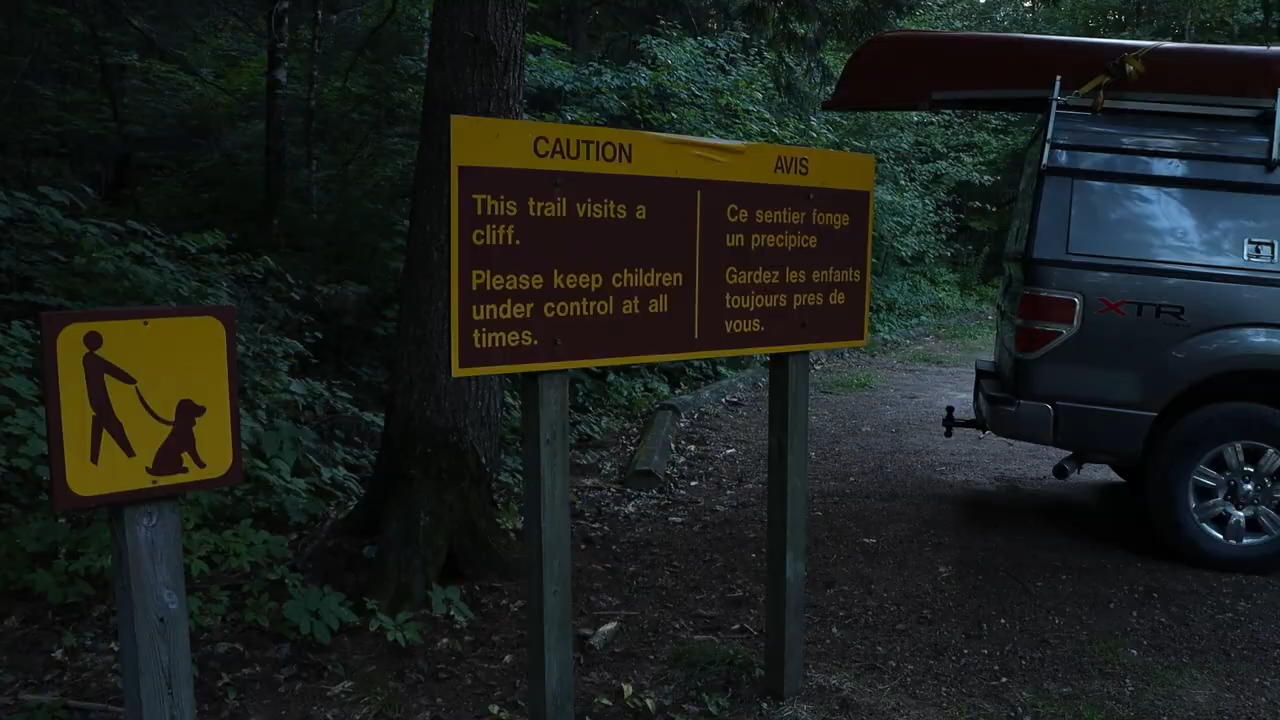 CAUTION
This trail visits a
cliff.
Please keep children
under control at all
times.
AVIS
Ce sentier fonge
un precipice
Gardez les enfants
toujours pres de
vous.
XTR